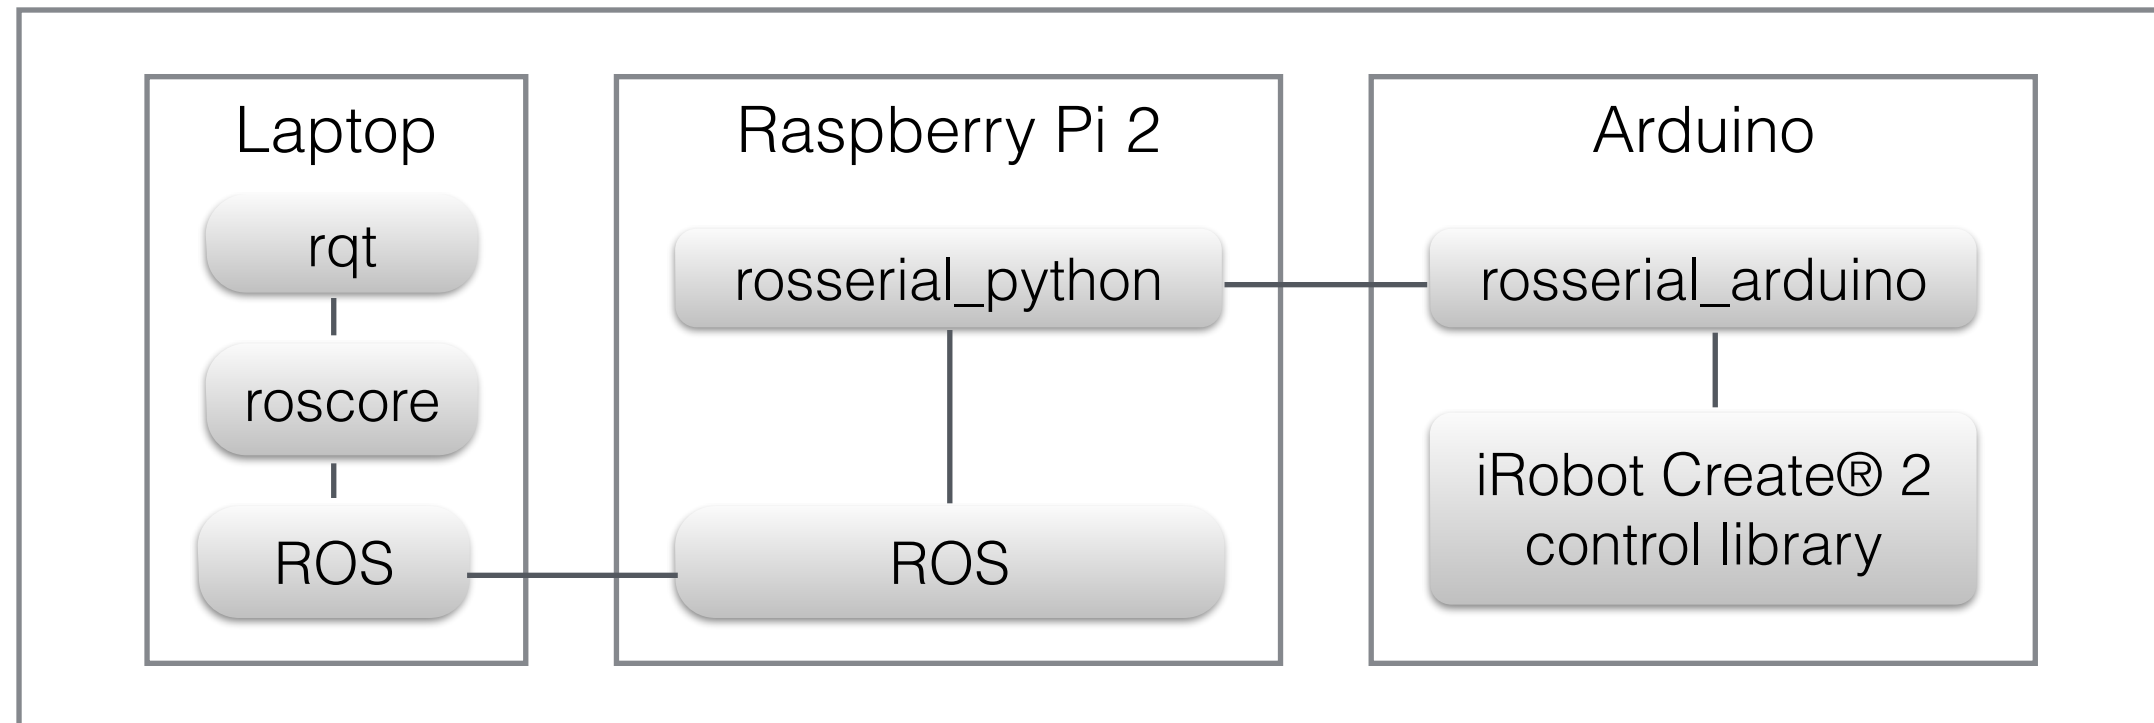 Laptop
rqt
roscore
ROS
Raspberry Pi 2
rosserial_python
ROS
Arduino
rosserial_arduino
iRobot Create® 2
control library